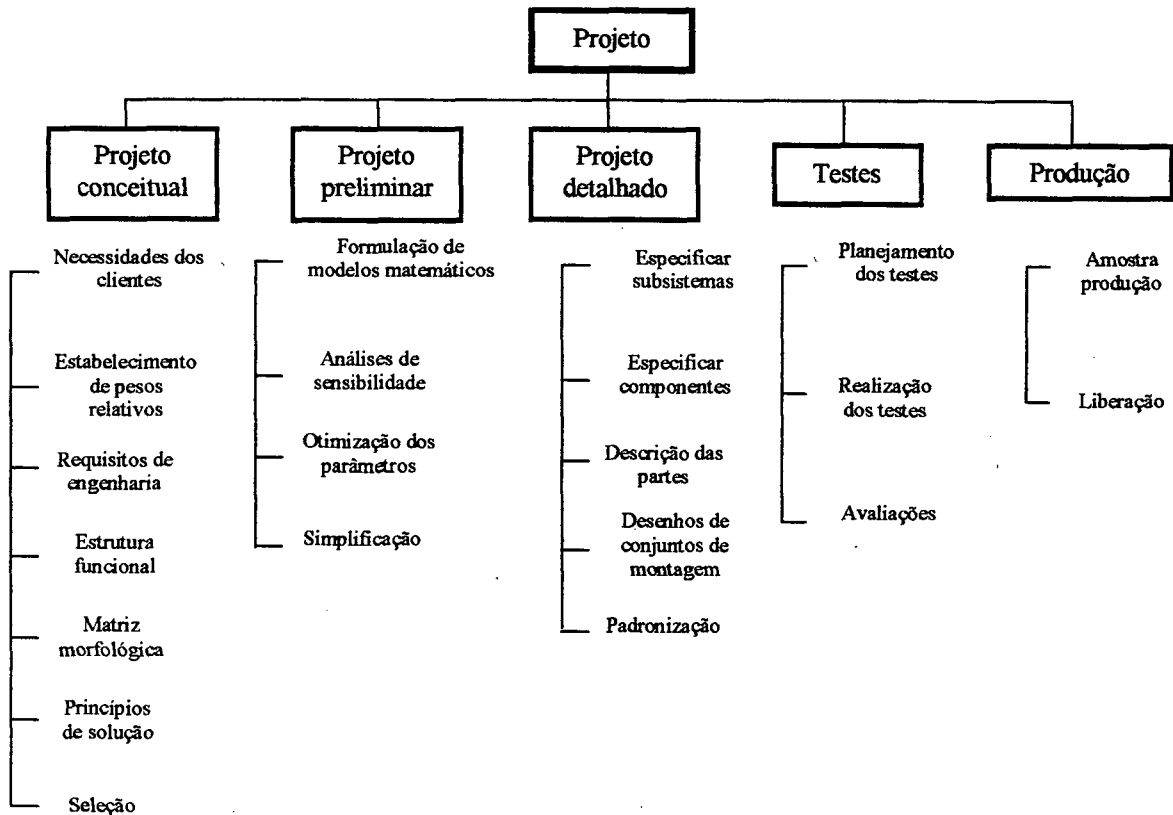 Projeto
Projeto
conceitual
Projeto
preliminar
Projeto
detalhado
Testes
Produção
Necessidades dos
clientes
Estabelecimento
de pesos
relativos
Requisitos de
engenharia
Estrutura
funcional
Matriz
morfológica
Princípios
de solução
Seleção
Formulação de
modelos matemáticos
Análises de
sensibilidade
Otimização dos
parâmetros
Simplificação
Especificar
subsistemas
Especificar
componentes
Descrição das
partes
Desenhos de
conjuntos de
montagem
Padronização
Planejamento
dos testes
Realização
dos testes
Avaliações
Amostra
produção
Liberação